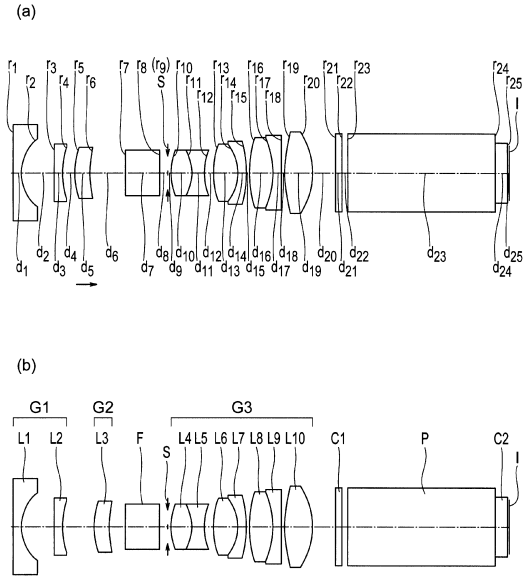 (a)
r1 r2 r3 r4 r5 r6 r7 r8 (r9) r10 r11 r12 r13 r14 r15 r16 r17 r18 r19 r20 r21 r22 r23 r24 r25 I
S
d1 d2 d3 d4 d5 d6 d7 d8 d9 d10 d11 d12 d13 d14 d15 d16 d17 d18 d19 d20 d21 d22 d23 d24 d25
(b)
G1 G2 G3
L1 L2 L3 F S L4 L5 L6 L7 L8 L9 L10 C1 P C2 I